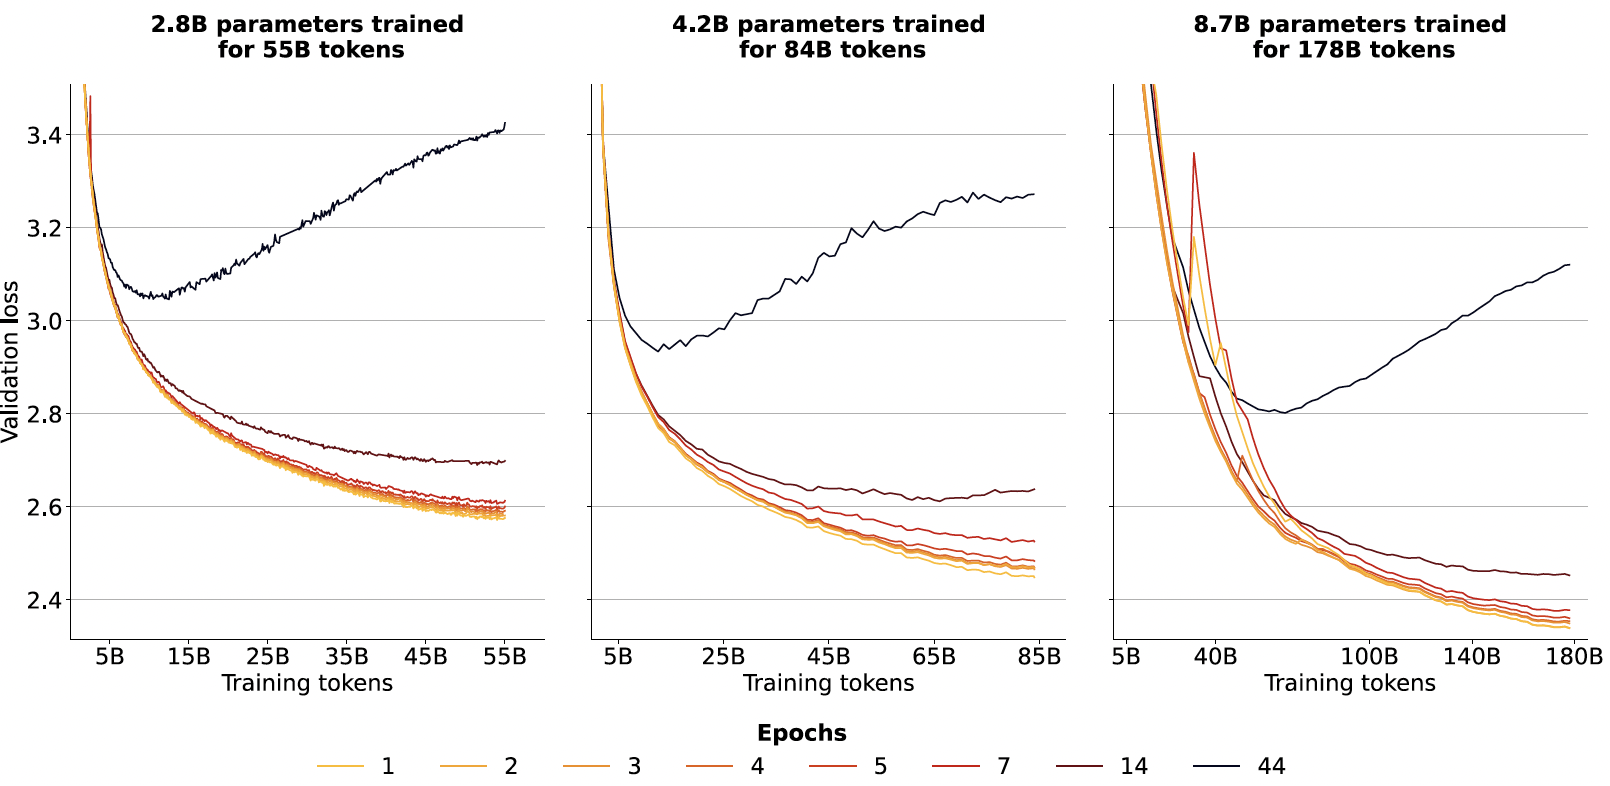 2.8B parameters trained
for 55B tokens
4.2B parameters trained
for 84B tokens
8.7B parameters trained
for 178B tokens
Validation loss
3.4
3.2
3.0
2.8
2.6
2.4
5B 15B 25B 35B 45B 55B
Training tokens
5B 25B 45B 65B 85B
Training tokens
5B 40B 100B 140B 180B
Training tokens
Epochs
1 2 3 4 5 7 14 44